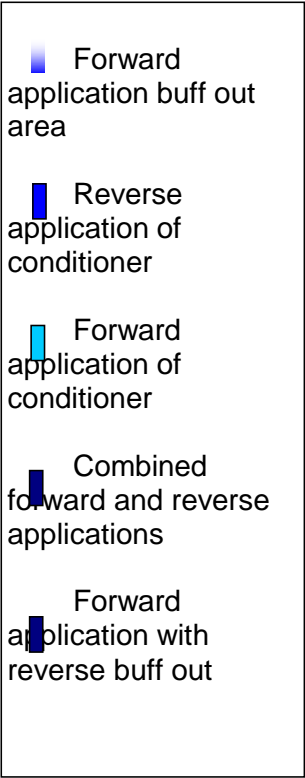 Forward
application buff out
area
Reverse
application of
conditioner
Forward
application of
conditioner
Combined
forward and reverse
applications
Forward
application with
reverse buff out